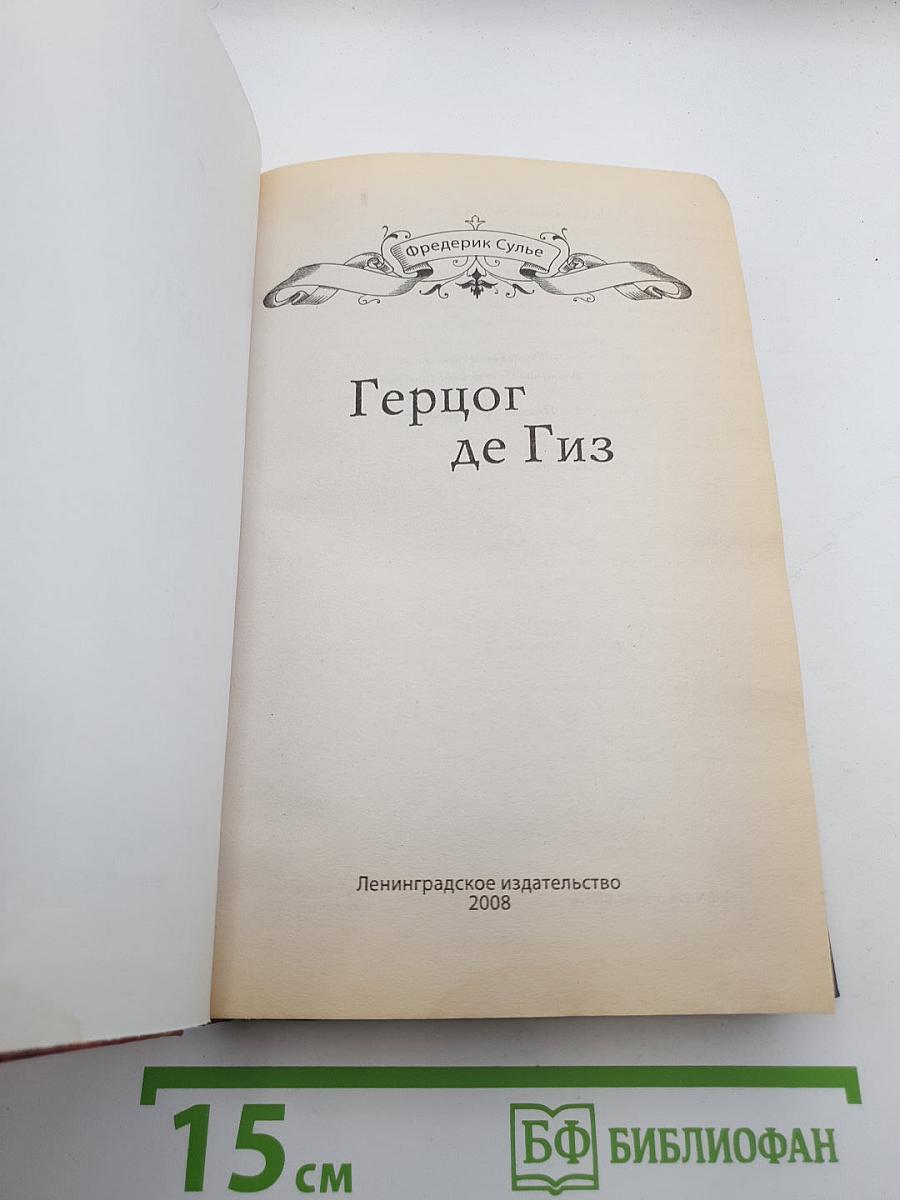 Фредерик Сулье
Герцог
де Гиз
Ленинградское издательство
2008
15 см
БФ БИБЛИОФАН